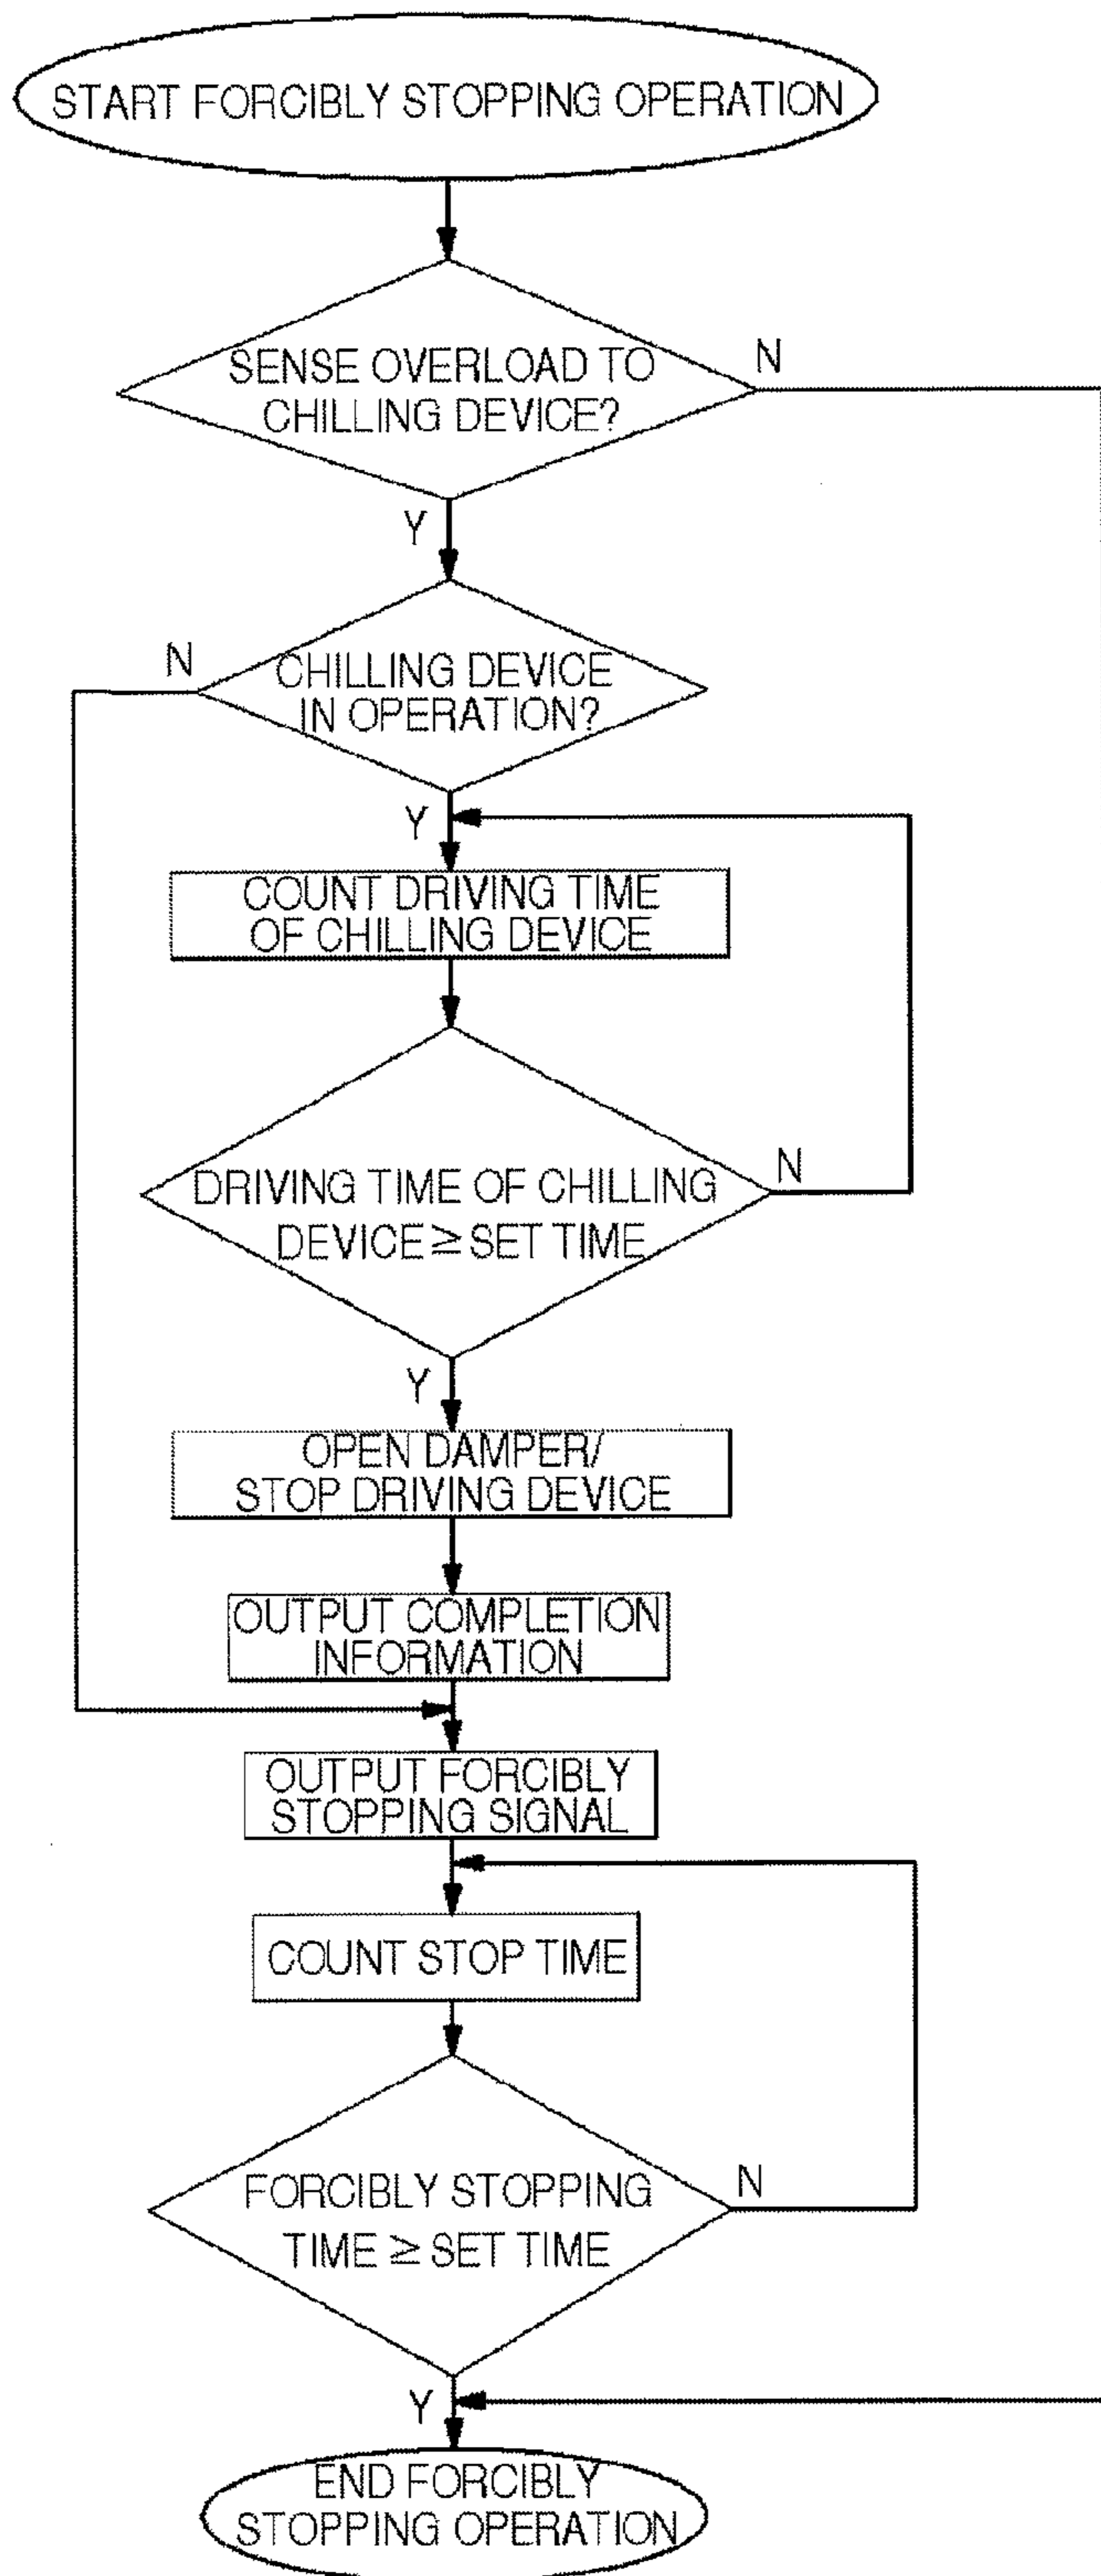 START FORCIBLY STOPPING OPERATION
SENSE OVERLOAD TO
CHILLING DEVICE?
N
Y
CHILLING DEVICE
IN OPERATION?
N
Y
COUNT DRIVING TIME
OF CHILLING DEVICE
DRIVING TIME OF CHILLING
DEVICE ≧ SET TIME
N
Y
OPEN DAMPER/
STOP DRIVING DEVICE
OUTPUT COMPLETION
INFORMATION
OUTPUT FORCIBLY
STOPPING SIGNAL
COUNT STOP TIME
FORCIBLY STOPPING
TIME ≧ SET TIME
N
Y
END FORCIBLY
STOPPING OPERATION